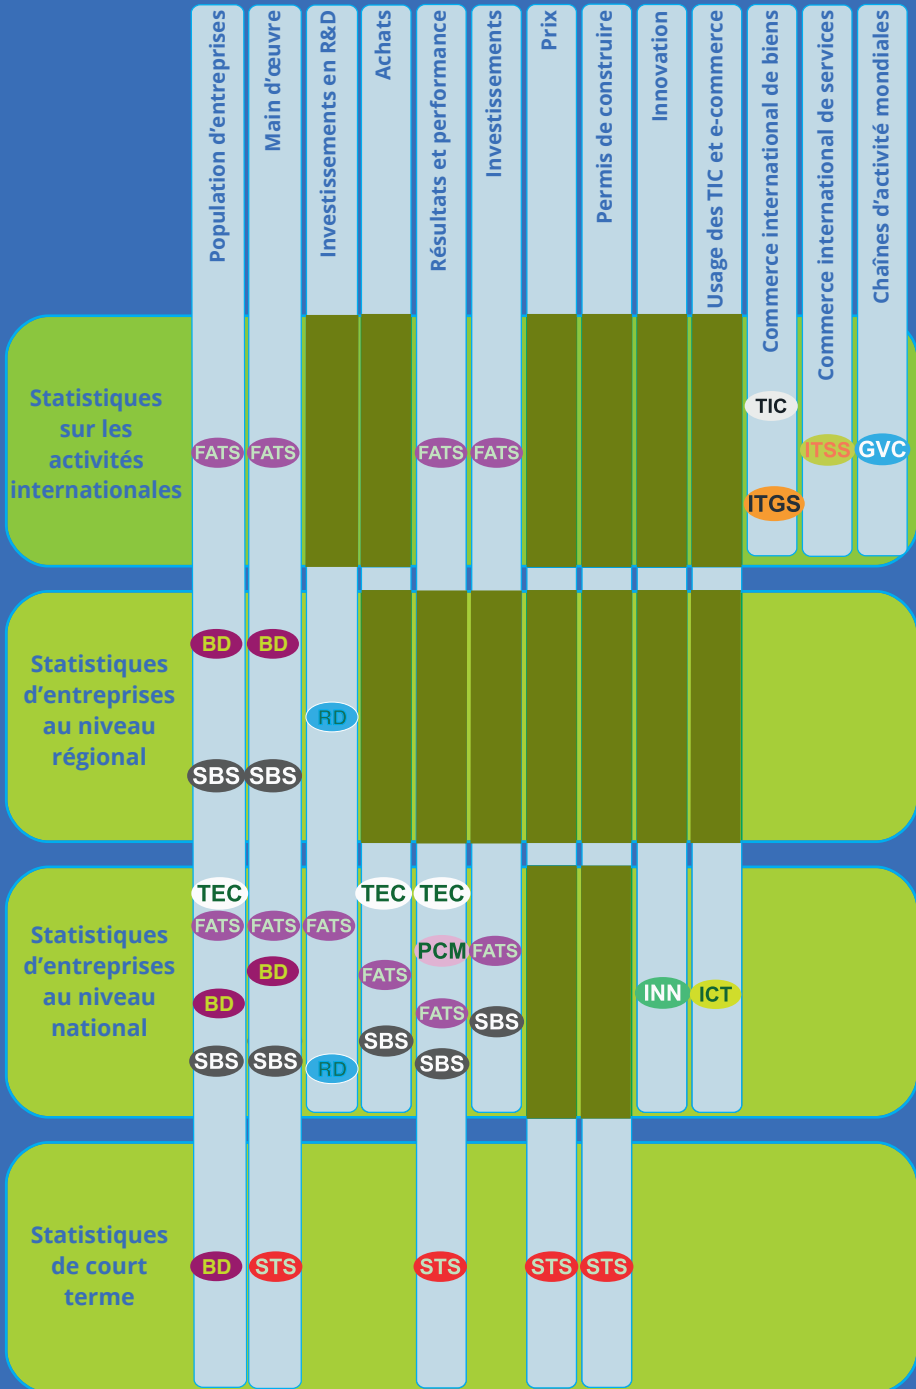 Population d'entreprises
Main d'œuvre
Investissements en R&D
Achats
Résultats et performance
Investissements
Prix
Permis de construire
Innovation
Usage des TIC et e-commerce
Commerce international de biens
Commerce international de services
Chaînes d'activité mondiales
Statistiques
sur les
activités
internationales
TIC
FATS FATS FATS FATS ITSS GVC
ITGS
Statistiques
d'entreprises
au niveau
régional
BD BD
RD
SBS SBS
Statistiques
d'entreprises
au niveau
national
TEC TEC TEC
FATS FATS FATS
PCM FATS
BD FATS
BD INN ICT
FATS SBS
SBS
SBS SBS RD SBS
Statistiques
de court
terme
BD STS STS STS STS